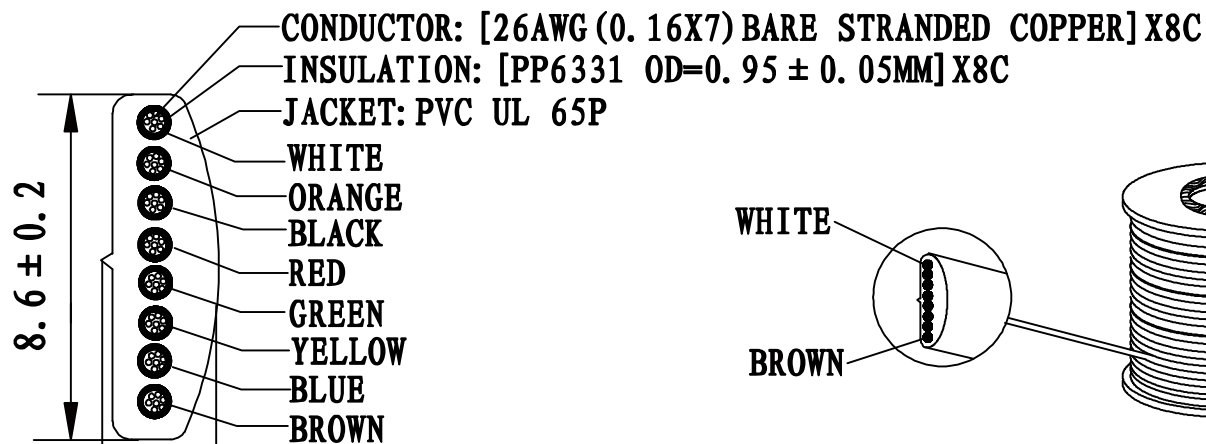 CONDUCTOR: [26AWG(0.16X7)BARE STRANDED COPPER]X8C
INSULATION: [PP6331 OD=0.95±0.05MM]X8C
JACKET: PVC UL 65P
WHITE
ORANGE
BLACK
RED
GREEN
YELLOW
BLUE
BROWN
8.6±0.2
WHITE
BROWN